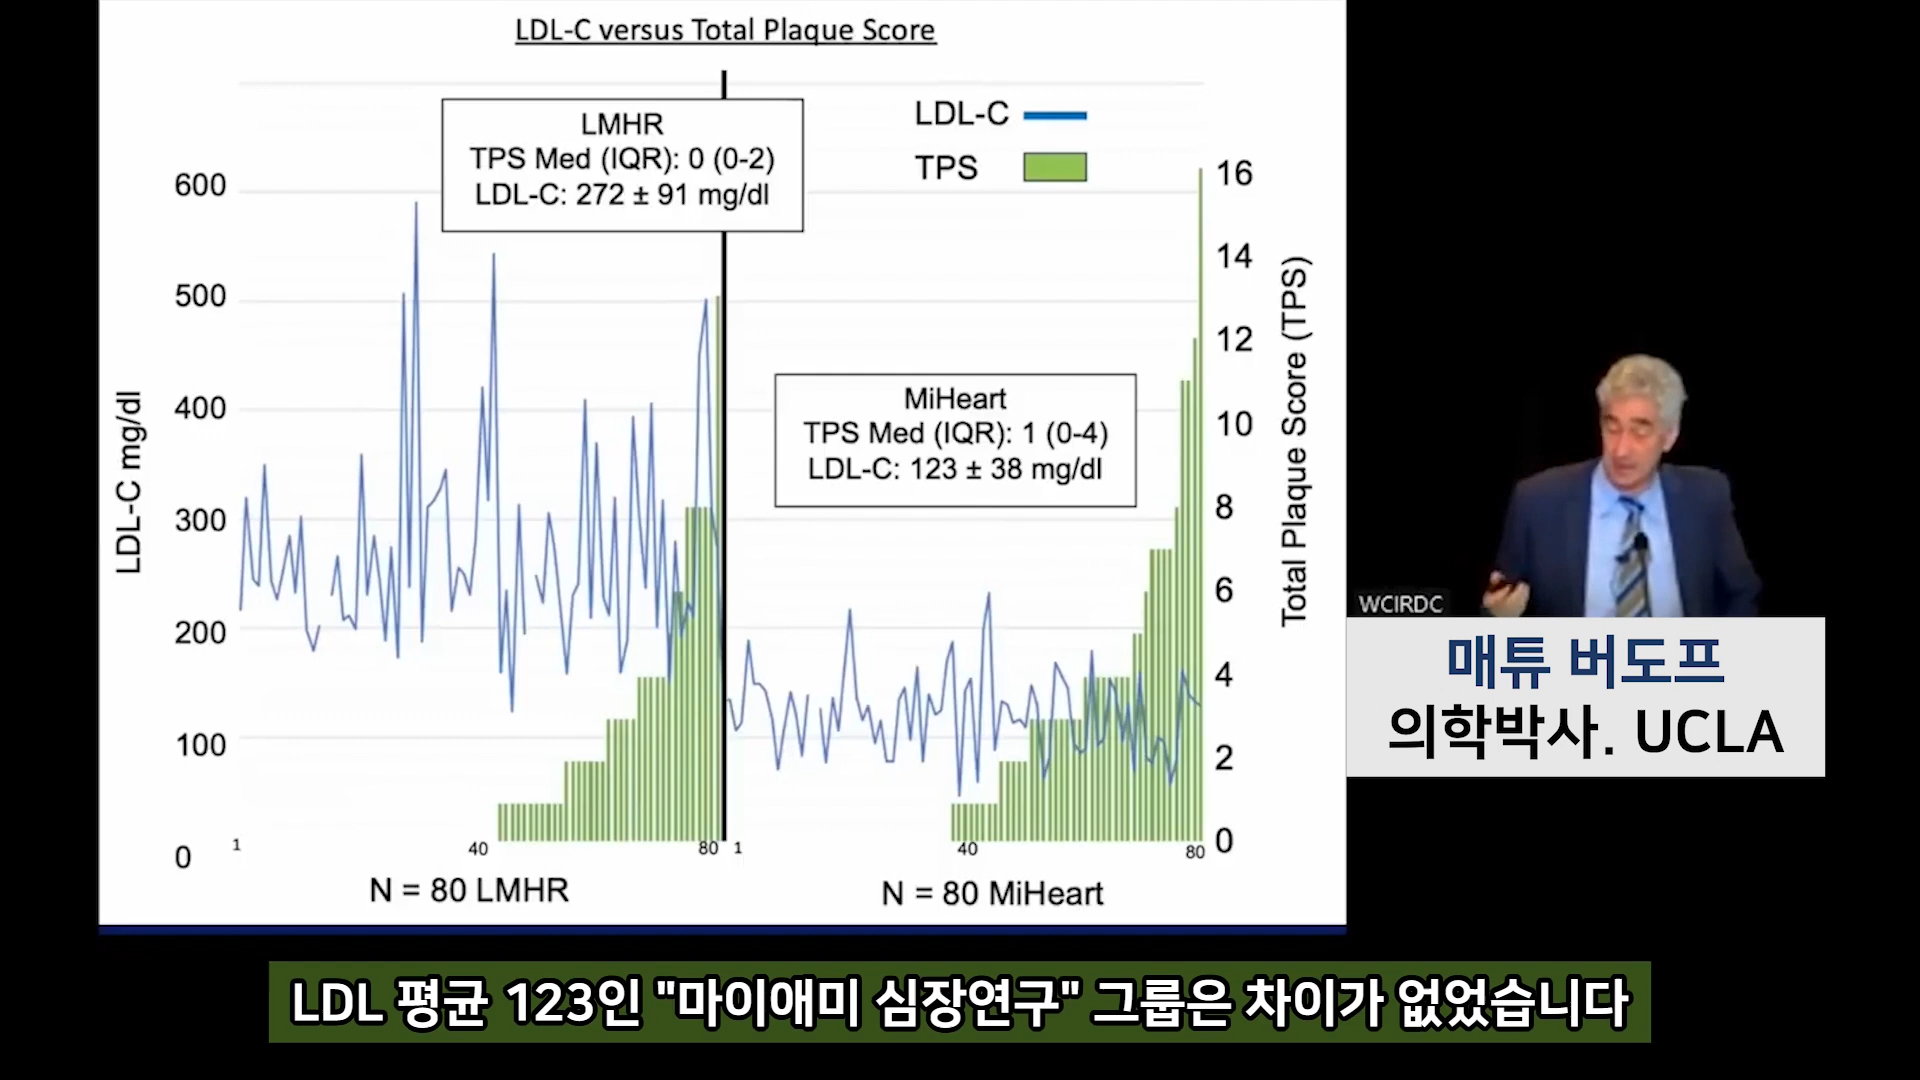 LDL-C versus Total Plaque Score
LMHR
TPS Med (IQR): 0 (0-2)
LDL-C: 272 ± 91 mg/dl
LDL-C
TPS
MiHeart
TPS Med (IQR): 1 (0-4)
LDL-C: 123 ± 38 mg/dl
LDL-C mg/dl
600
500
400
300
200
100
0
16
14
12
10
8
6
4
2
0
Total Plaque Score (TPS)
1
40
80
1
40
80
N = 80 LMHR
N = 80 MiHeart
WCIRDC
매튜 버도프
의학박사. UCLA
LDL 평균 123인 "마이애미 심장연구" 그룹은 차이가 없었습니다